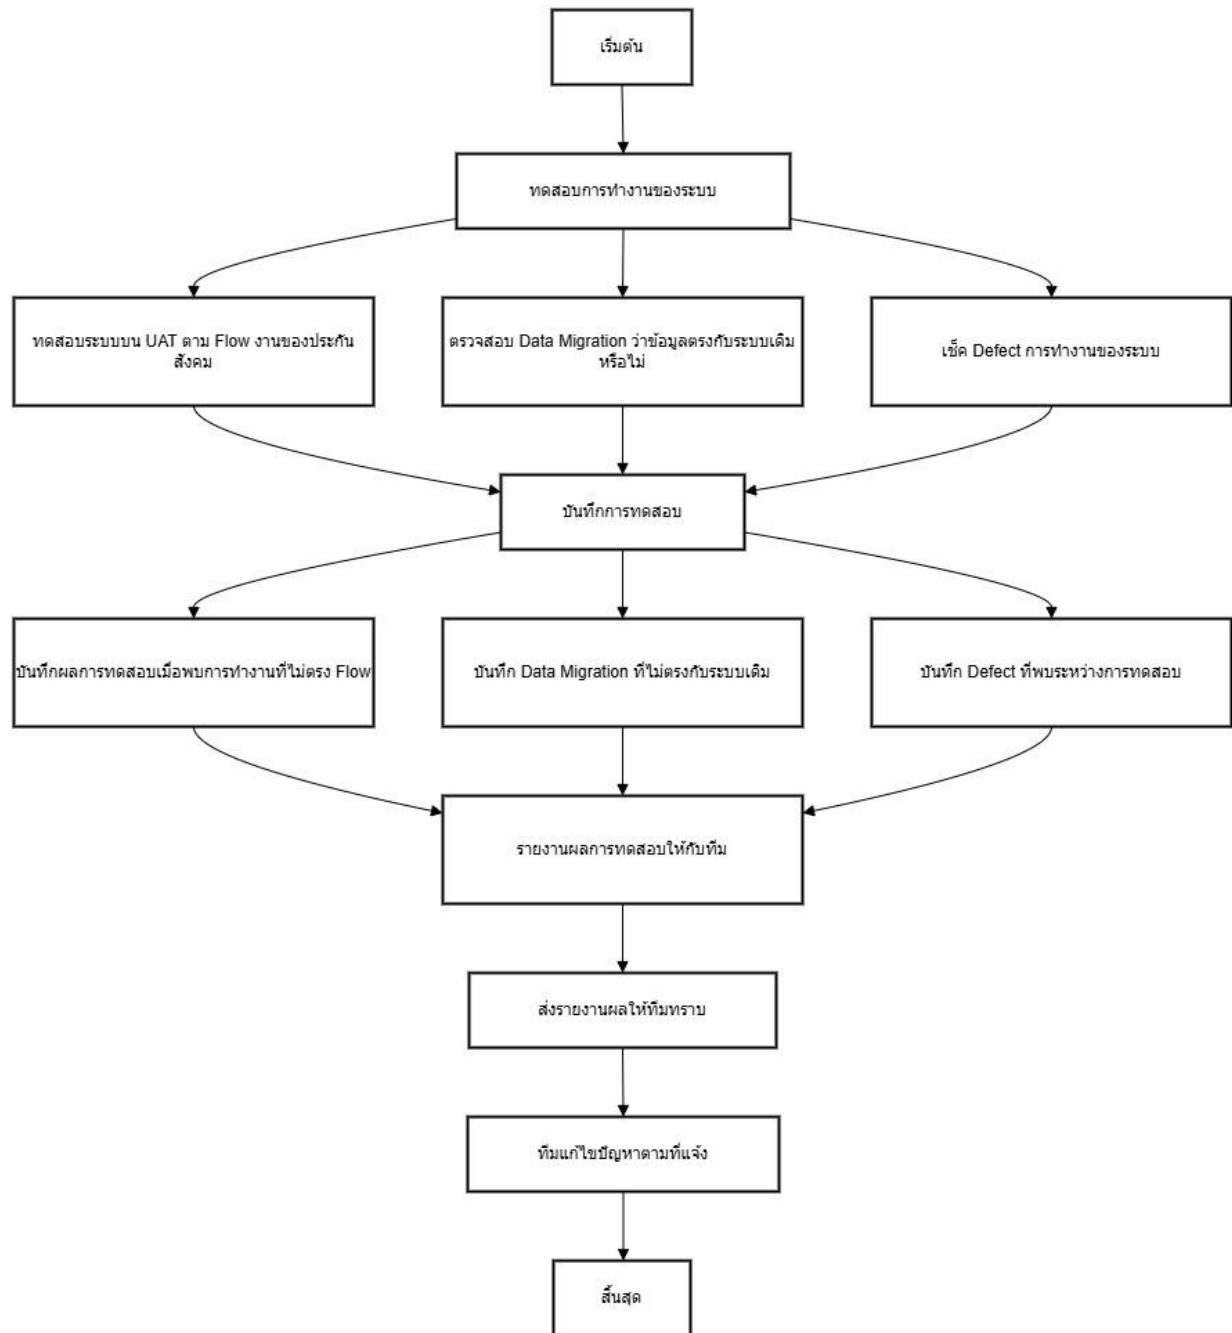 เริ่มต้น
ทดสอบการทำงานของระบบ
ทดสอบระบบบน UAT ตาม Flow งานของประกัน
สังคม
ตรวจสอบ Data Migration ว่าข้อมูลตรงกับระบบเดิม
หรือไม่
เช็ค Defect การทำงานของระบบ
บันทึกการทดสอบ
บันทึกผลการทดสอบเมื่อพบการทำงานที่ไม่ตรง Flow
บันทึก Data Migration ที่ไม่ตรงกับระบบเดิม
บันทึก Defect ที่พบระหว่างการทดสอบ
รายงานผลการทดสอบให้กับทีม
ส่งรายงานผลให้ทีมทราบ
ทีมแก้ไขปัญหาตามที่แจ้ง
สิ้นสุด